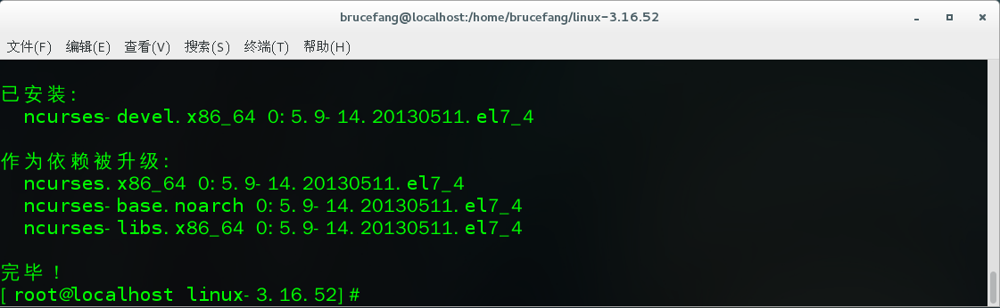 brucefang@localhost:/home/brucefang/linux-3.16.52
文件(F) 编辑(E) 查看(V) 搜索(S) 终端(T) 帮助(H)
已安装:
ncurses-devel.x86_64 0:5.9-14.20130511.el7_4
作为依赖被升级:
ncurses.x86_64 0:5.9-14.20130511.el7_4
ncurses-base.noarch 0:5.9-14.20130511.el7_4
ncurses-libs.x86_64 0:5.9-14.20130511.el7_4
完毕！
[root@localhost linux-3.16.52]#